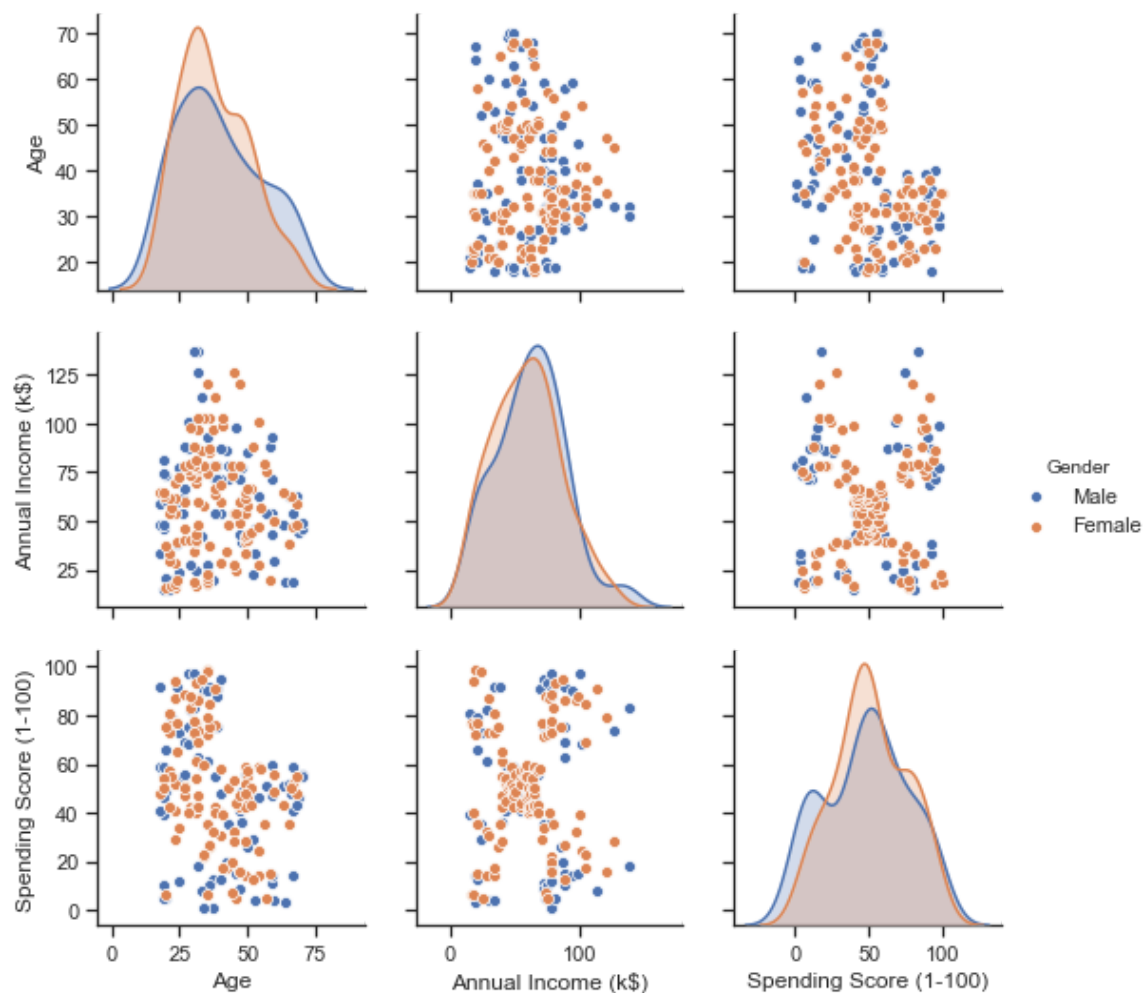 70
60
50
40
30
20
Age
125
100
75
50
25
Annual Income (k$)
Gender
Male
Female
100
80
60
40
20
0
Spending Score (1-100)
0 25 50 75
0 100
0 50 100
Age
Annual Income (k$)
Spending Score (1-100)